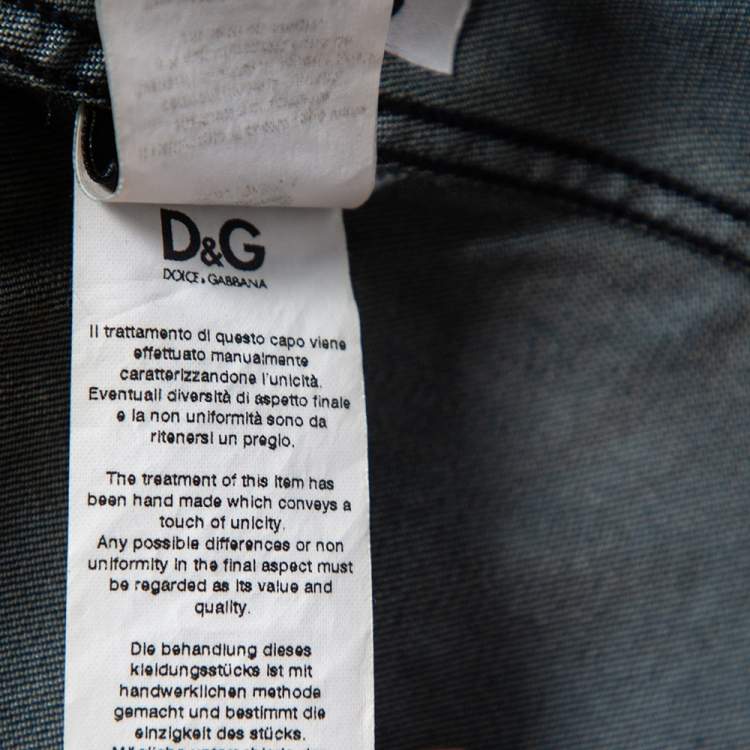 D&G
DOLCE & GABBANA
Il trattamento di questo capo viene
effettuato manualmente
caratterizzandone l'unicità.
Eventuali diversità di aspetto finale
e la non uniformità sono da
ritenersi un pregio.
The treatment of this item has
been hand made which conveys a
touch of unicity.
Any possible differences or non
uniformity in the final aspect must
be regarded as its value and
quality.
Die behandlung dieses
kleidungsstücks ist mit
handwerklichen methode
gemacht und bestimmt die
einzigkeit des stücks.